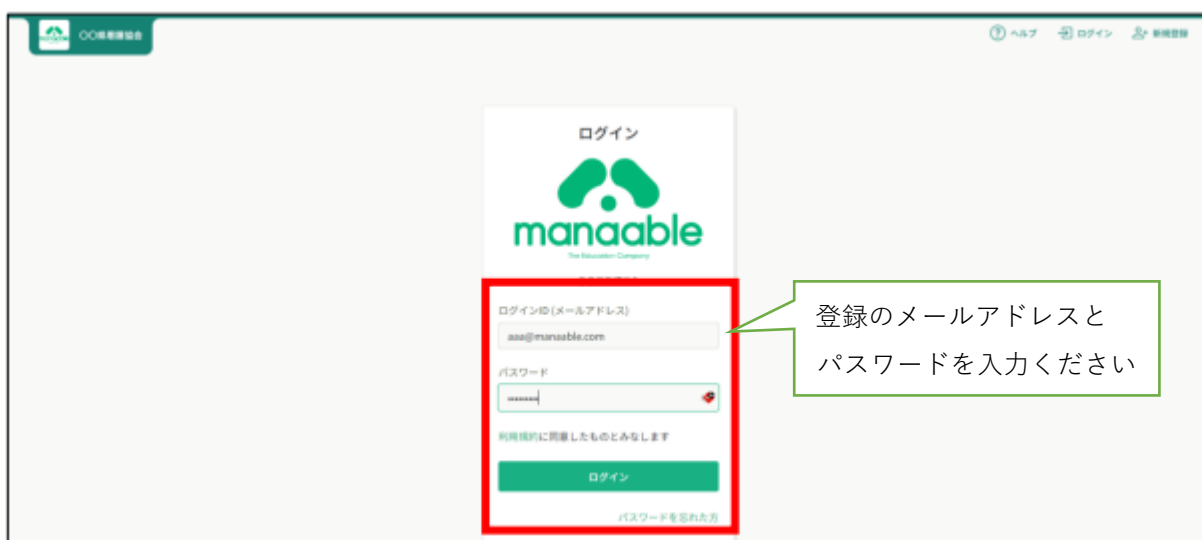 〇〇県看護協会
ヘルプ ログイン 新規登録
ログイン
manaable
The Education Company
ログインID (メールアドレス)
aaa@manaable.com
登録のメールアドレスと
パスワードを入力ください
パスワード
利用規約に同意したものとみなします
ログイン
パスワードを忘れた方